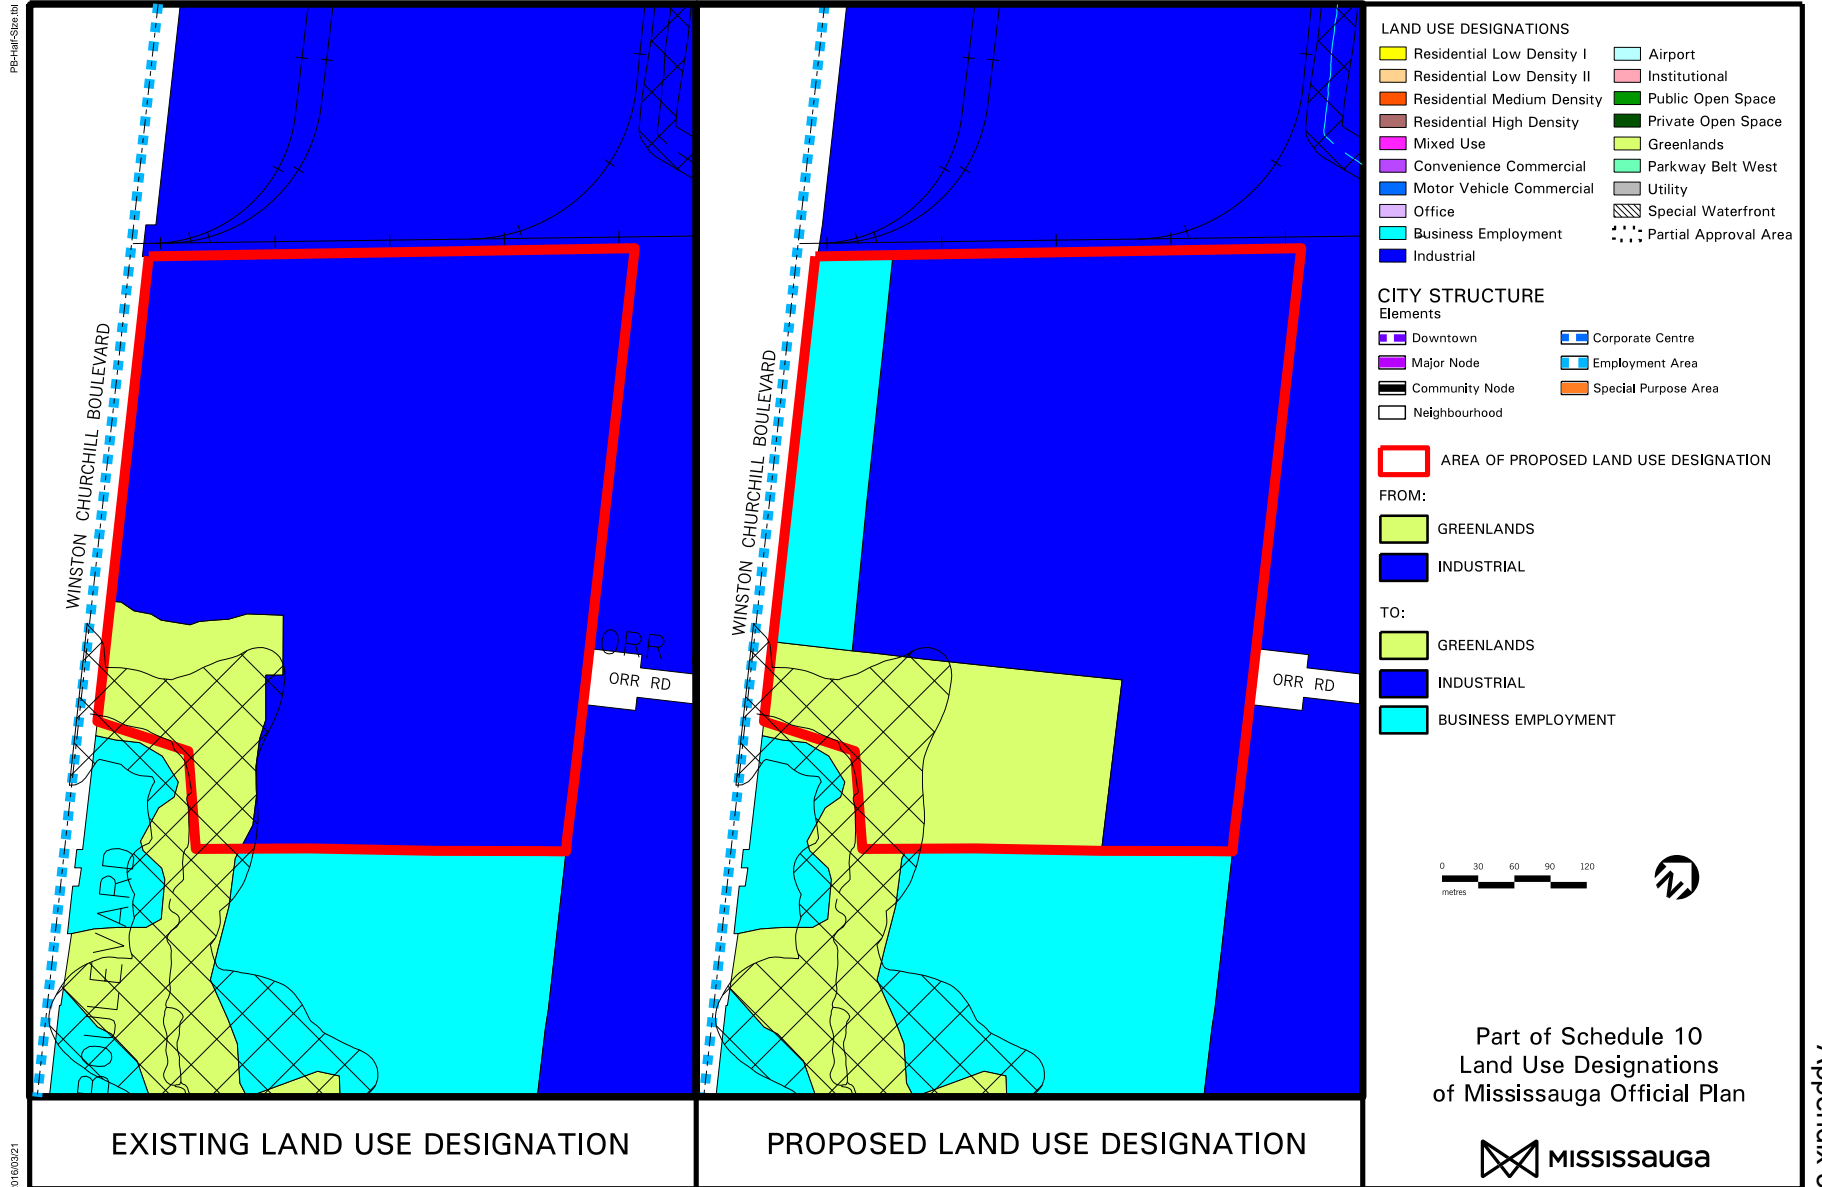 PB-Half-Size.tbl
WINSTON CHURCHILL BOULEVARD
ORR
ORR RD
BOULEVARD
EXISTING LAND USE DESIGNATION
WINSTON CHURCHILL BOULEVARD
ORR RD
PROPOSED LAND USE DESIGNATION
LAND USE DESIGNATIONS
Residential Low Density I
Residential Low Density II
Residential Medium Density
Residential High Density
Mixed Use
Convenience Commercial
Motor Vehicle Commercial
Office
Business Employment
Industrial
Airport
Institutional
Public Open Space
Private Open Space
Greenlands
Parkway Belt West
Utility
Special Waterfront
Partial Approval Area
CITY STRUCTURE
Elements
Downtown
Major Node
Community Node
Neighbourhood
Corporate Centre
Employment Area
Special Purpose Area
AREA OF PROPOSED LAND USE DESIGNATION
FROM:
GREENLANDS
INDUSTRIAL
TO:
GREENLANDS
INDUSTRIAL
BUSINESS EMPLOYMENT
0 30 60 90 120
metres
Part of Schedule 10
Land Use Designations
of Mississauga Official Plan
MISSISSAUGA